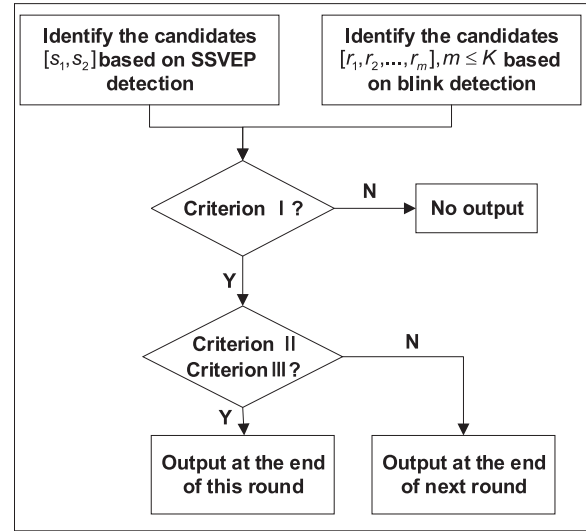 Identify the candidates
[s₁,s₂] based on SSVEP
detection
Identify the candidates
[r₁,r₂,...,rₘ],m ≤ K based
on blink detection
Criterion Ⅰ ?
N
No output
Y
Criterion Ⅱ
Criterion Ⅲ?
N
Y
Output at the end
of this round
Output at the end
of next round